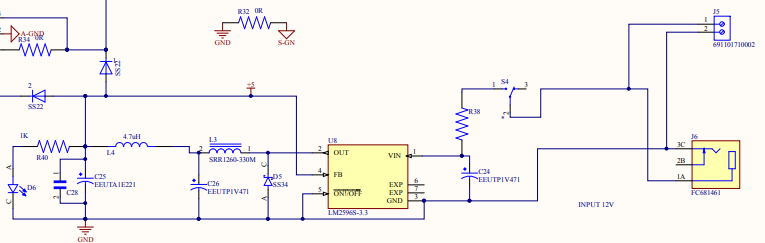 R32 0R
GND S-GN
A-GND
R34 0R
SS22
2
SS22
+5
1K
R40
4.7uH
L4
2 L3 1
SRR1260-330M
A
C
D6
1
2
C28
C25
EEUTA1E221
GND
C26
EEUTP1V471
C
D5
SS34
A
U8
2 OUT
4 FB
5 ON!/OFF
VIN 1
EXP 6
EXP 7
GND 3
LM2596S-3.3
R38
C24
EEUTP1V471
1 S4 3
2
J5
1
2
691101710002
J6
3C
2B
1A
FC681461
INPUT 12V